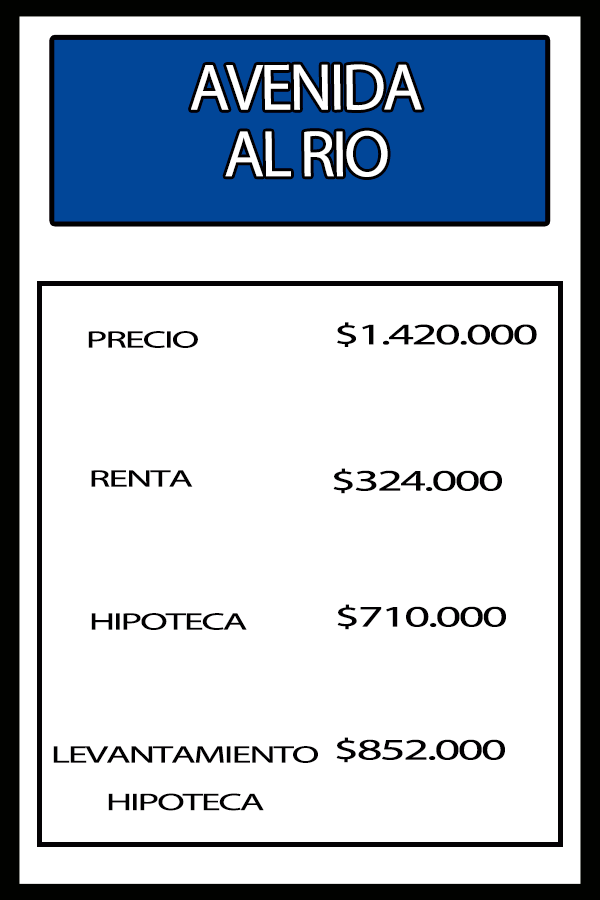 AVENIDA
AL RIO
PRECIO $1.420.000
RENTA $324.000
HIPOTECA $710.000
LEVANTAMIENTO $852.000
HIPOTECA